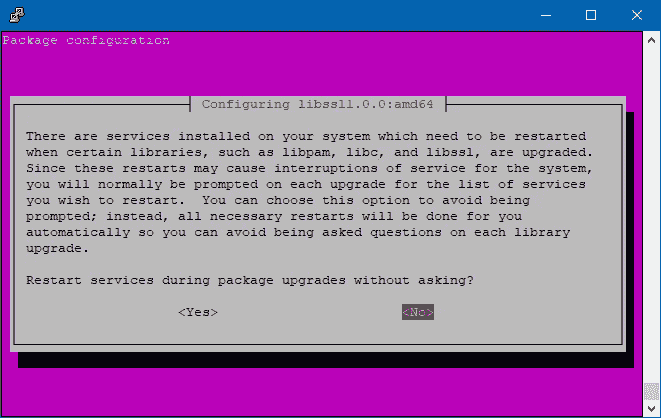 Package configuration
Configuring libssl1.0.0:amd64
There are services installed on your system which need to be restarted
when certain libraries, such as libpam, libc, and libssl, are upgraded.
Since these restarts may cause interruptions of service for the system,
you will normally be prompted on each upgrade for the list of services
you wish to restart.  You can choose this option to avoid being
prompted; instead, all necessary restarts will be done for you
automatically so you can avoid being asked questions on each library
upgrade.
Restart services during package upgrades without asking?
<Yes> <No>